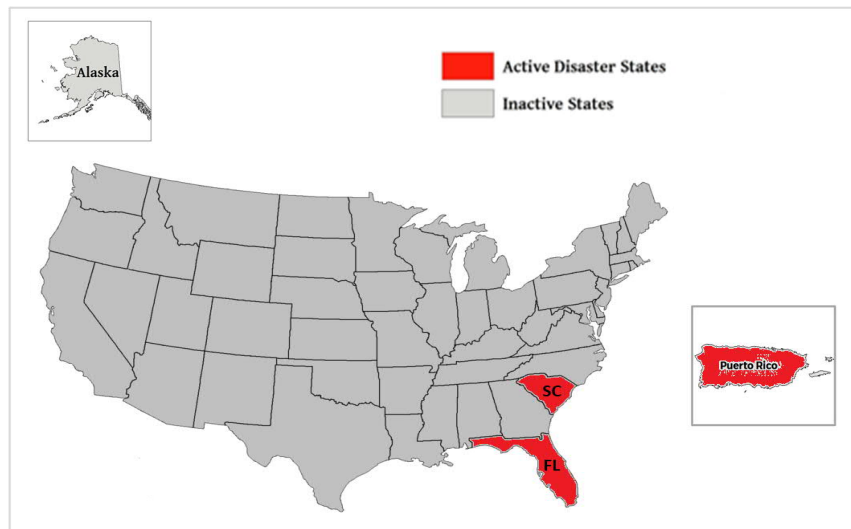 Alaska
Active Disaster States
Inactive States
Puerto Rico
SC
FL